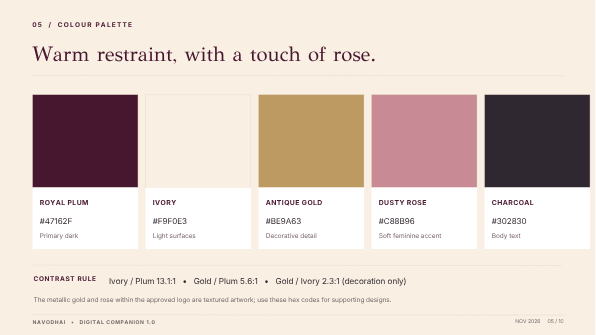 05 / COLOUR PALETTE
Warm restraint, with a touch of rose.
ROYAL PLUM
#47162F
Primary dark
IVORY
#F9F0E3
Light surfaces
ANTIQUE GOLD
#BE9A63
Decorative detail
DUSTY ROSE
#C88B96
Soft feminine accent
CHARCOAL
#302830
Body text
CONTRAST RULE Ivory / Plum 13.1:1 • Gold / Plum 5.6:1 • Gold / Ivory 2.3:1 (decoration only)
The metallic gold and rose within the approved logo are textured artwork; use these hex codes for supporting designs.
NAVODHAI • DIGITAL COMPANION 1.0 NOV 2026 05 / 10